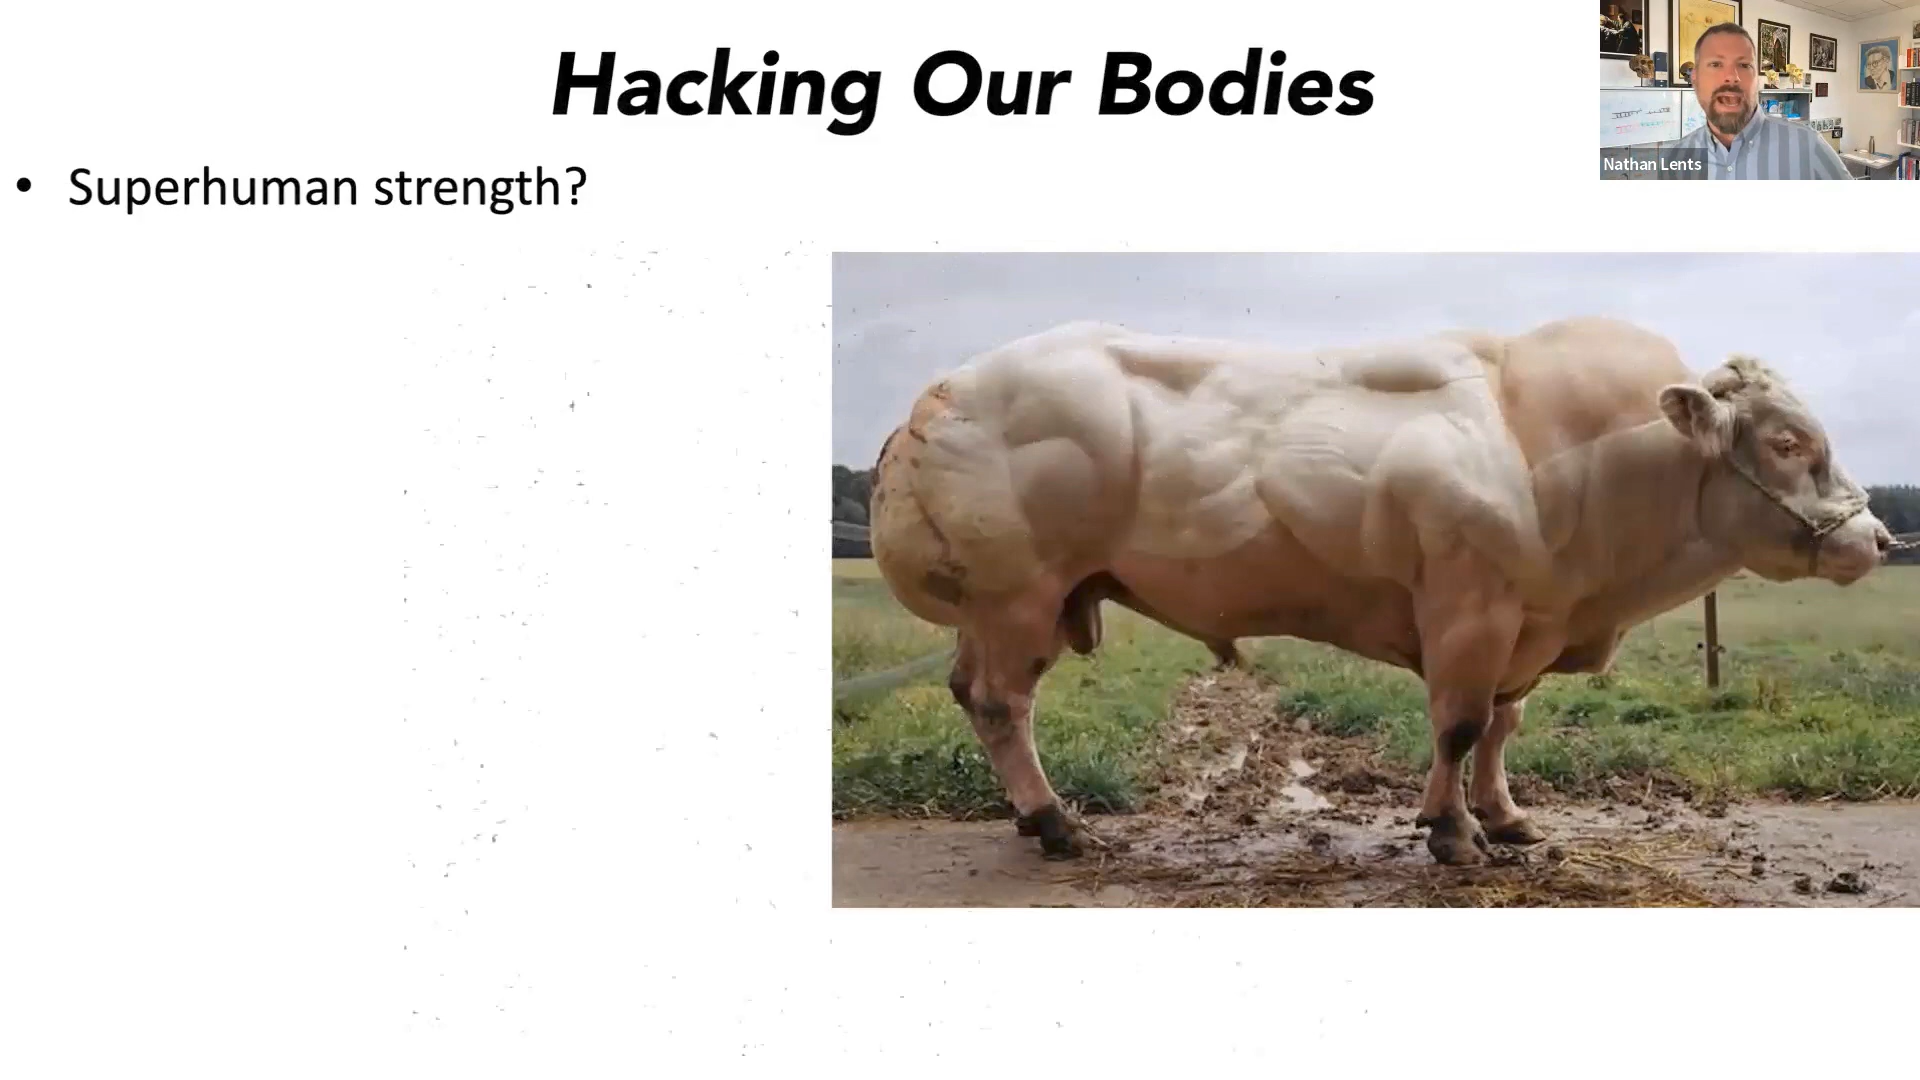 Hacking Our Bodies
Nathan Lents
• Superhuman strength?